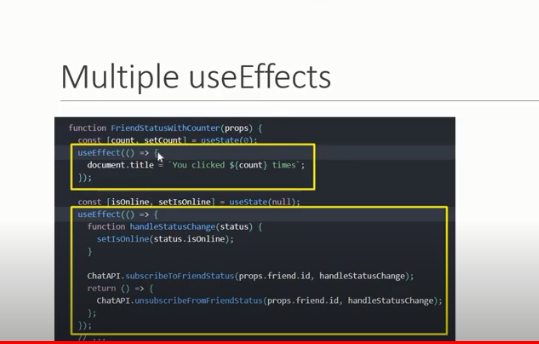 Multiple useEffects
function FriendStatusWithCounter(props) {
const [count, setCount] = useState(0);
useEffect(() => {
document.title = `You clicked ${count} times`;
});
const [isOnline, setIsOnline] = useState(null);
useEffect(() => {
function handleStatusChange(status) {
setIsOnline(status.isOnline);
}
ChatAPI.subscribeToFriendStatus(props.friend.id, handleStatusChange);
return () => {
ChatAPI.unsubscribeFromFriendStatus(props.friend.id, handleStatusChange);
};
});
// ...